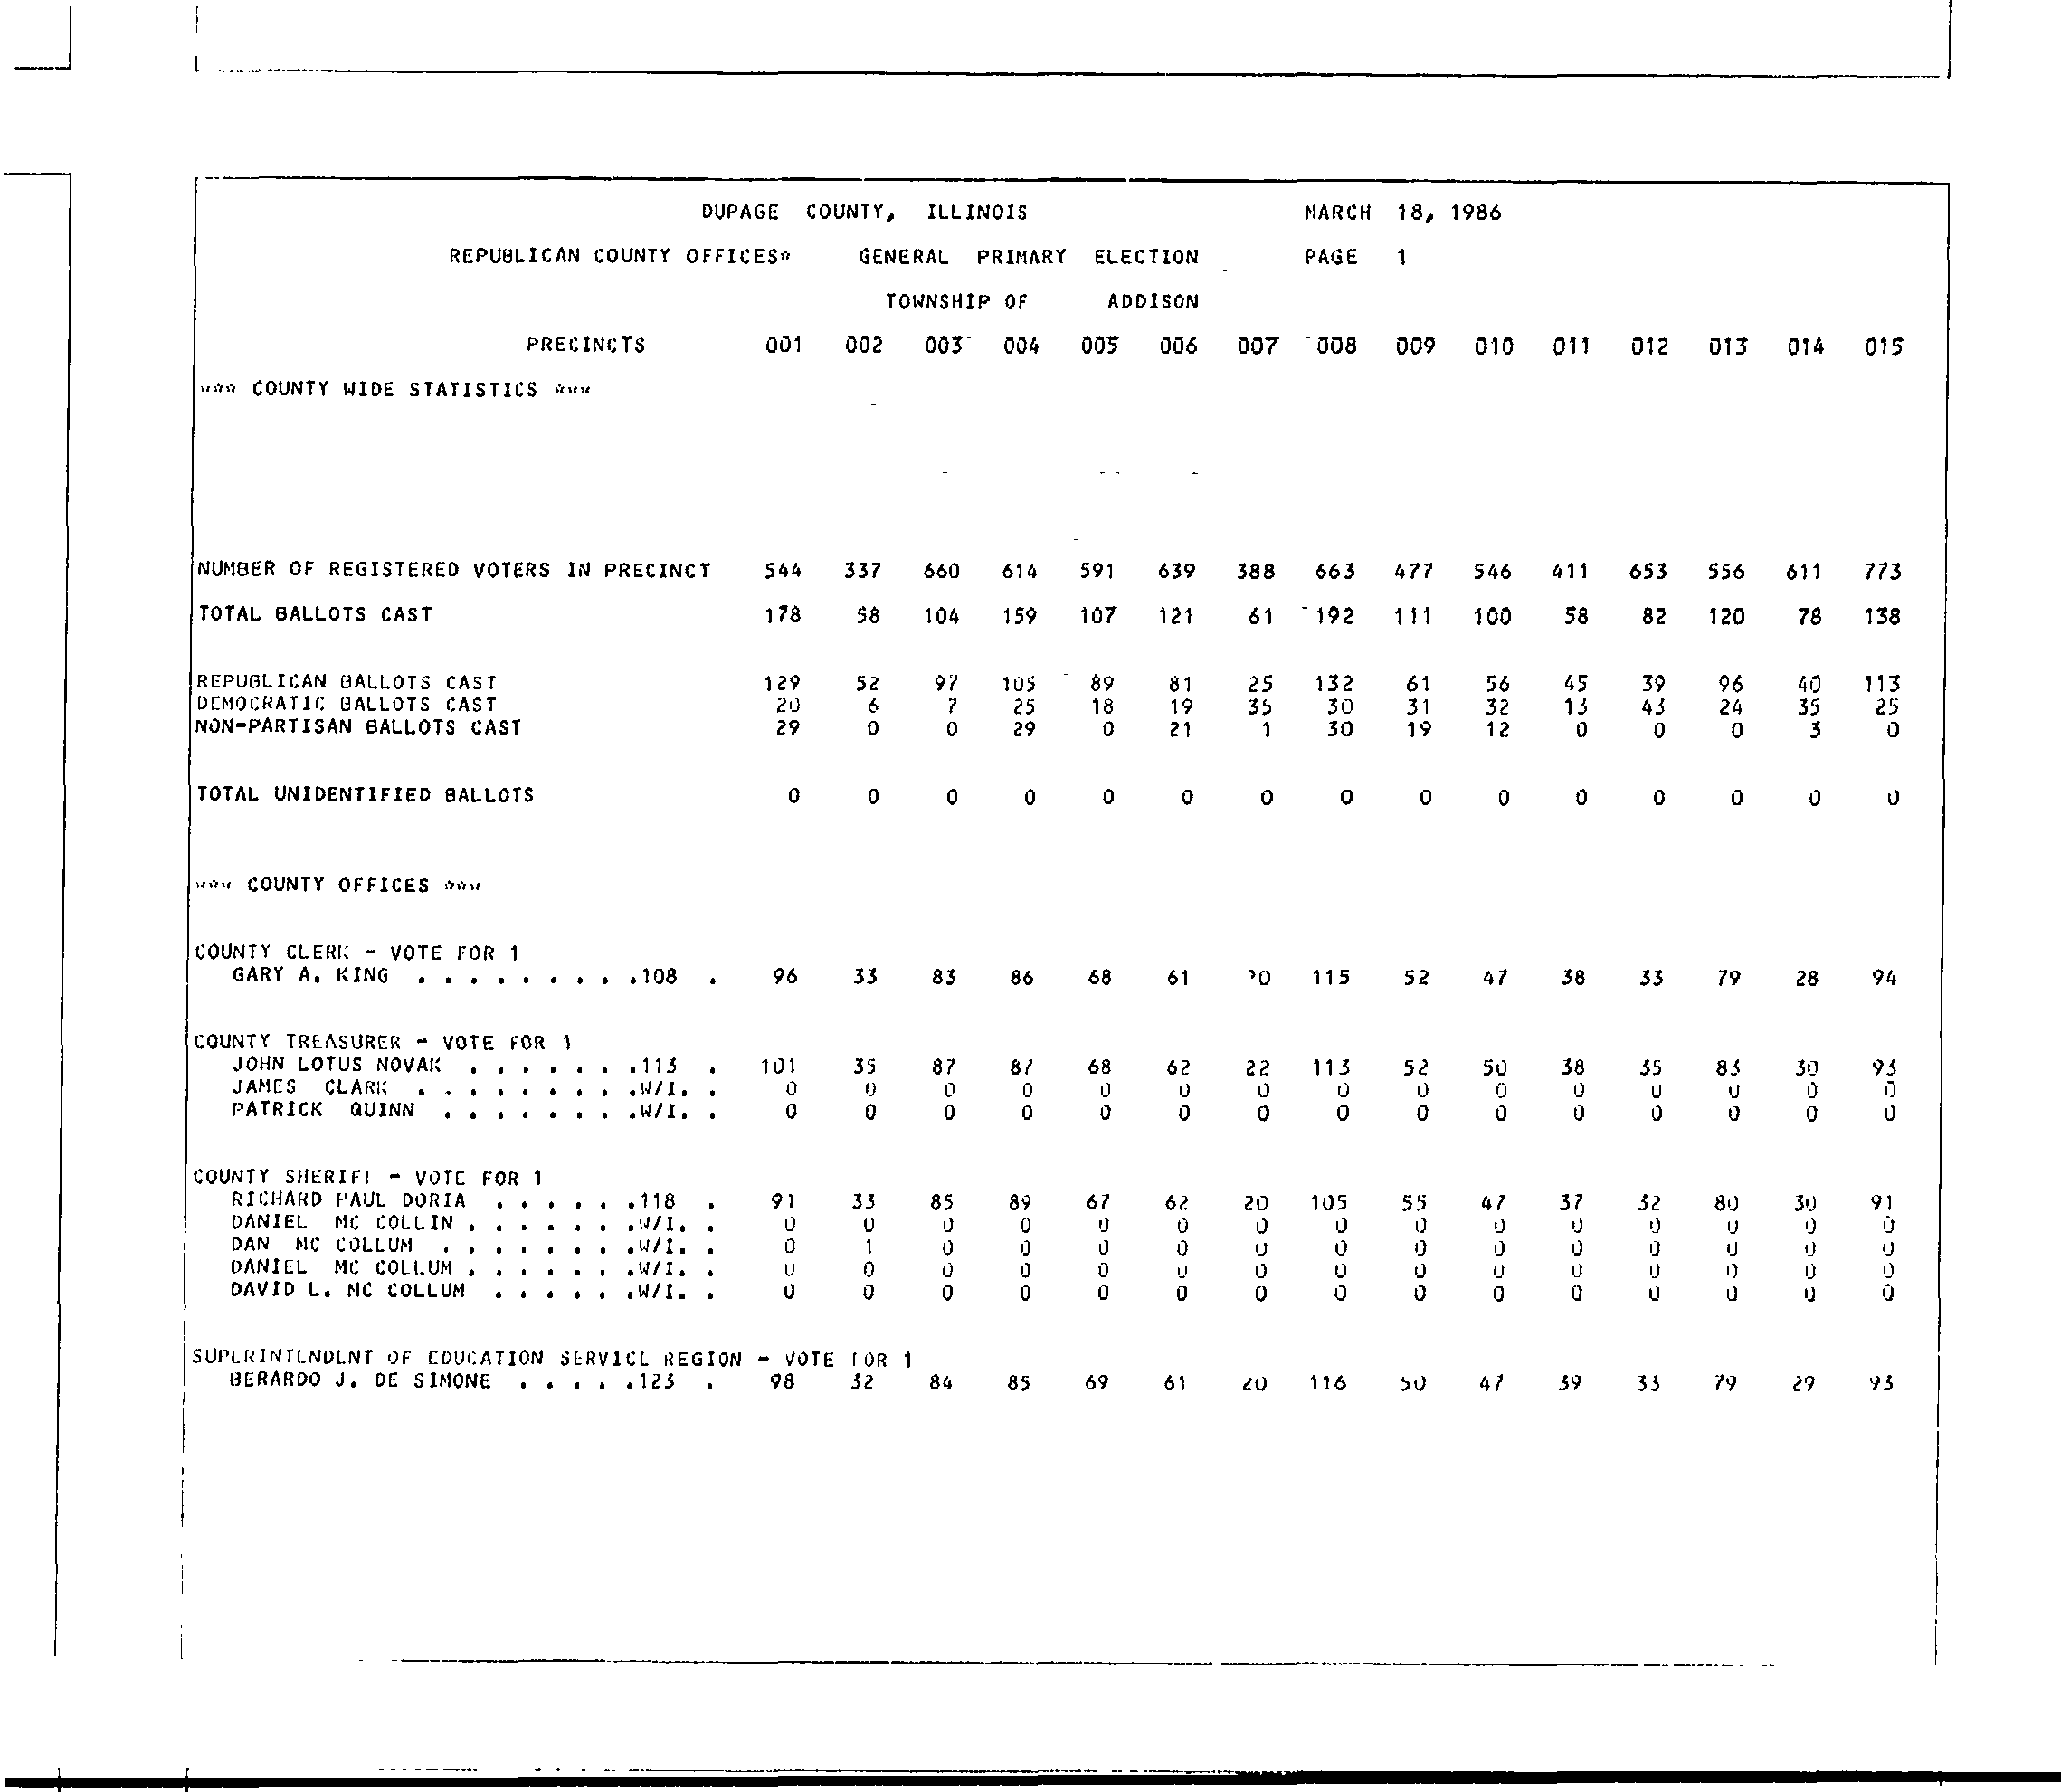 DUPAGE COUNTY, ILLINOIS MARCH 18, 1986
REPUBLICAN COUNTY OFFICES* GENERAL PRIMARY ELECTION PAGE 1
TOWNSHIP OF ADDISON
PRECINCTS 001 002 003 004 005 006 007 008 009 010 011 012 013 014 015
*** COUNTY WIDE STATISTICS ***
NUMBER OF REGISTERED VOTERS IN PRECINCT 544 337 660 614 591 639 388 663 477 546 411 653 556 611 773
TOTAL BALLOTS CAST 178 58 104 159 107 121 61 192 111 100 58 82 120 78 138
REPUBLICAN BALLOTS CAST 129 52 97 105 89 81 25 132 61 56 45 39 96 40 113
DEMOCRATIC BALLOTS CAST 20 6 7 25 18 19 35 30 31 32 13 43 24 35 25
NON-PARTISAN BALLOTS CAST 29 0 0 29 0 21 1 30 19 12 0 0 0 3 0
TOTAL UNIDENTIFIED BALLOTS 0 0 0 0 0 0 0 0 0 0 0 0 0 0 0
*** COUNTY OFFICES ***
COUNTY CLERK - VOTE FOR 1
GARY A. KING . . . . . . . . .108 . 96 33 83 86 68 61 20 115 52 47 38 33 79 28 94
COUNTY TREASURER - VOTE FOR 1
JOHN LOTUS NOVAK . . . . . . .113 . 101 35 87 87 68 62 22 113 52 50 38 35 83 30 93
JAMES CLARK . . . . . . . . .W/I. . 0 0 0 0 0 0 0 0 0 0 0 0 0 0 0
PATRICK QUINN . . . . . . . .W/I. . 0 0 0 0 0 0 0 0 0 0 0 0 0 0 0
COUNTY SHERIFF - VOTE FOR 1
RICHARD PAUL DORIA . . . . . .118 . 91 33 85 89 67 62 20 105 55 47 37 32 80 30 91
DANIEL MC COLLIN . . . . . . .W/I. . 0 0 0 0 0 0 0 0 0 0 0 0 0 0 0
DAN MC COLLUM . . . . . . . .W/I. . 0 1 0 0 0 0 0 0 0 0 0 0 0 0 0
DANIEL MC COLLUM . . . . . . .W/I. . 0 0 0 0 0 0 0 0 0 0 0 0 0 0 0
DAVID L. MC COLLUM . . . . . .W/I. . 0 0 0 0 0 0 0 0 0 0 0 0 0 0 0
SUPERINTENDENT OF EDUCATION SERVICE REGION - VOTE FOR 1
BERARDO J. DE SIMONE . . . . .123 . 98 32 84 85 69 61 20 116 50 47 39 33 79 29 93